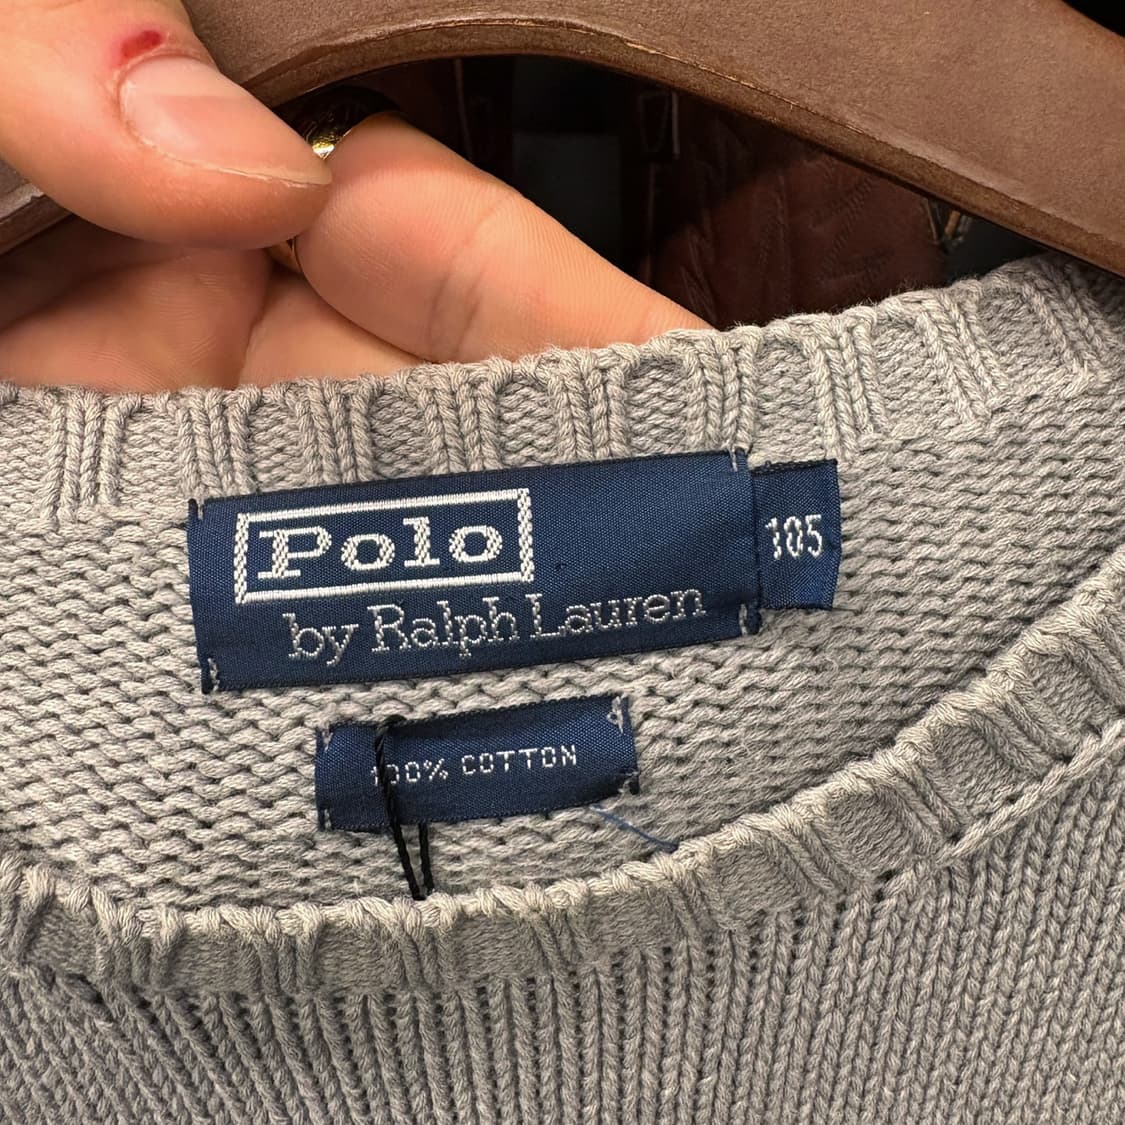 Polo
by Ralph Lauren
105
100% COTTON